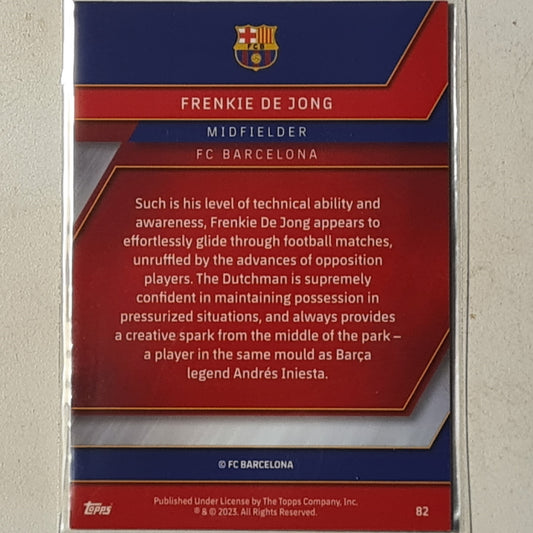 FCB
FRENKIE DE JONG
MIDFIELDER
FC BARCELONA
Such is his level of technical ability and
awareness, Frenkie De Jong appears to
effortlessly glide through football matches,
unruffled by the advances of opposition
players. The Dutchman is supremely
confident in maintaining possession in
pressurized situations, and always provides
a creative spark from the middle of the park –
a player in the same mould as Barça
legend Andrés Iniesta.
© FC BARCELONA
Topps
Published Under License by The Topps Company, Inc.
® & © 2023. All Rights Reserved.
82